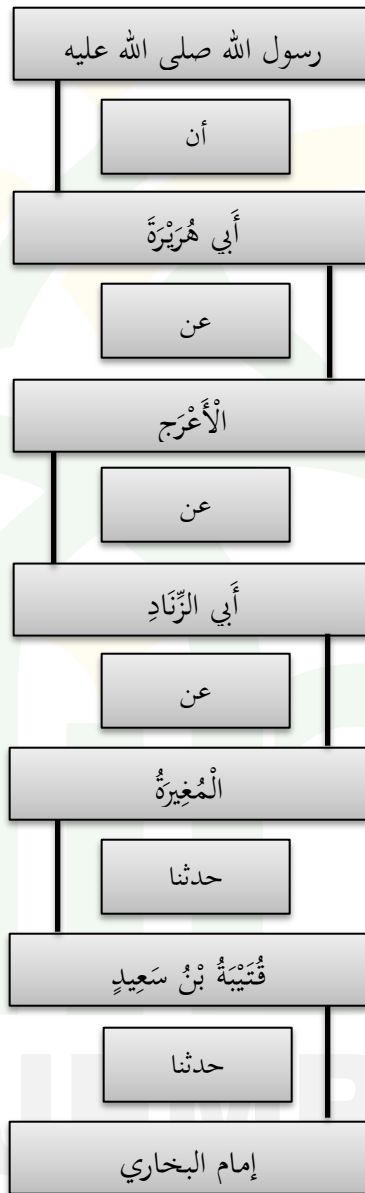 رسول الله صلى الله عليه
أن
أَبِي هُرَيْرَةَ
عن
الْأَعْرَجِ
عن
أَبِي الزِّنَادِ
عن
الْمُغِيرَةُ
حدثنا
قُتَيْبَةُ بْنُ سَعِيدٍ
حدثنا
إمام البخاري